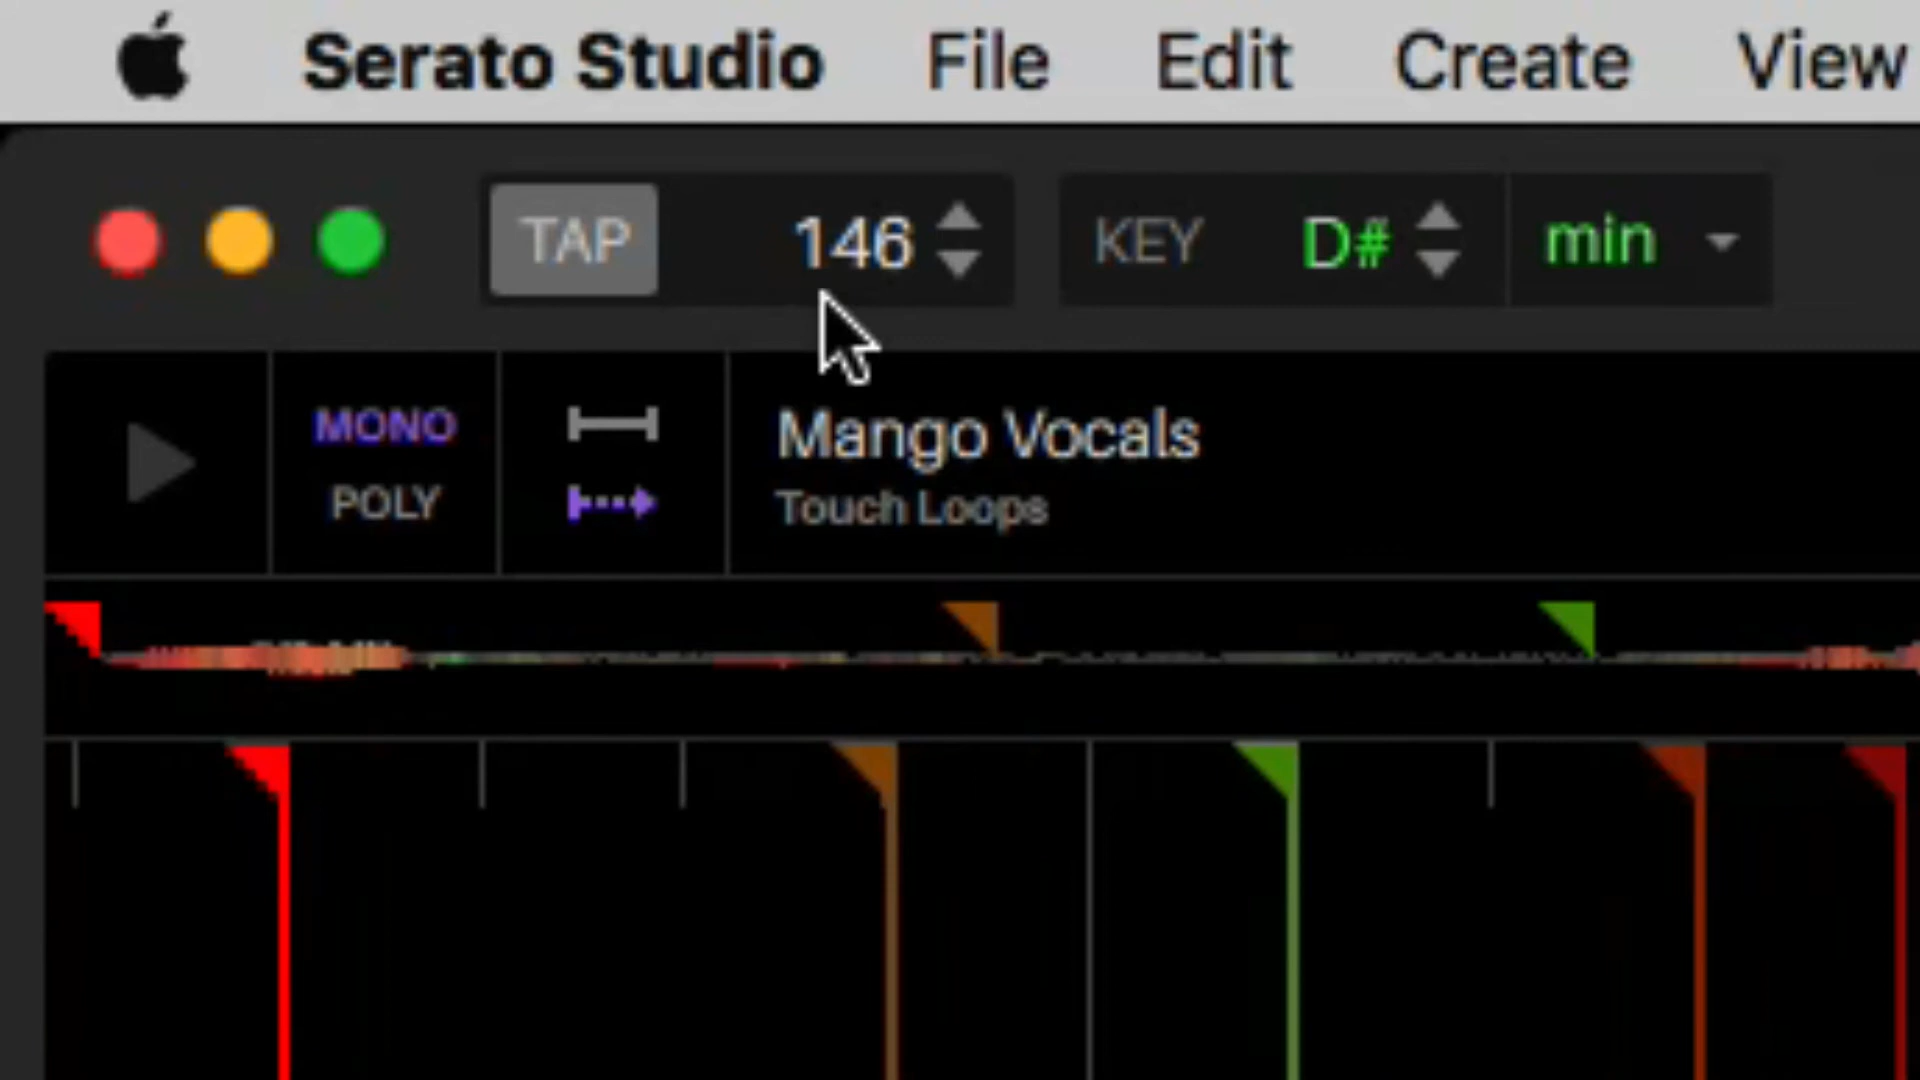 Serato Studio File Edit Create View
TAP 146 KEY D# min
MONO
POLY
Mango Vocals
Touch Loops